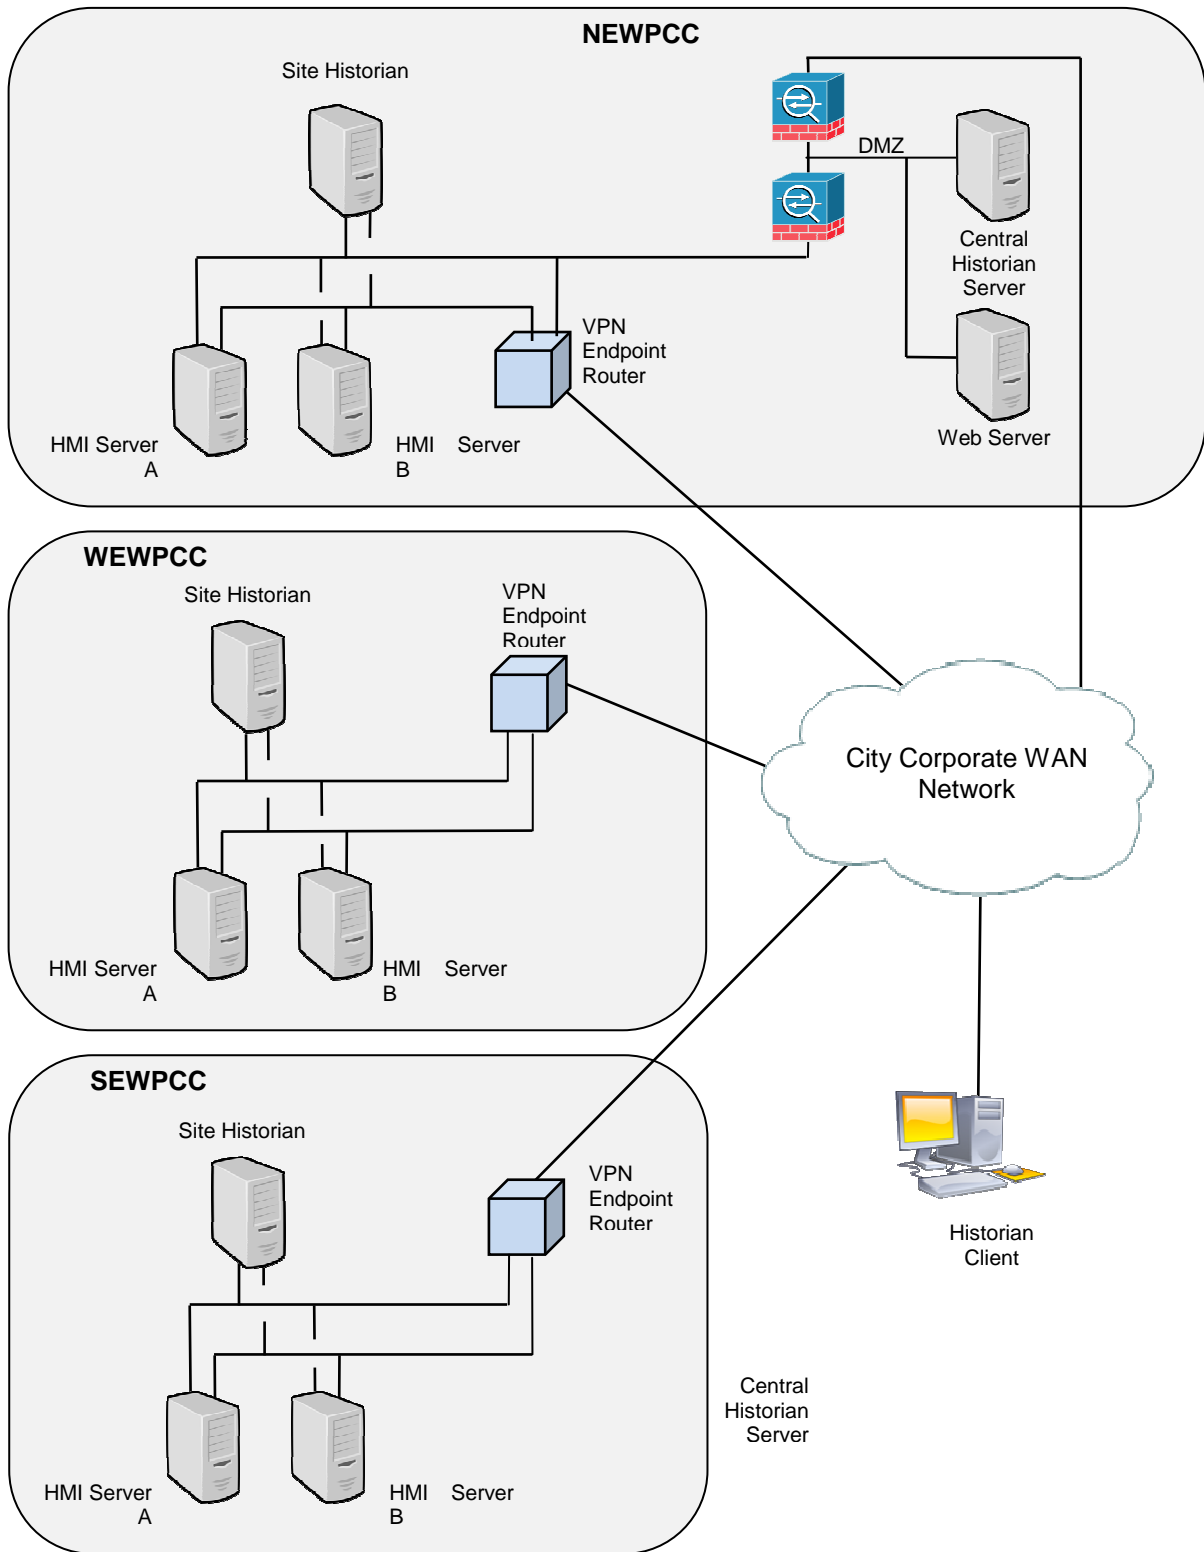 NEWPCC
Site Historian
DMZ
Central
Historian
Server
VPN
Endpoint
Router
Web Server
HMI Server
A
HMI Server
B
WEWPCC
Site Historian
VPN
Endpoint
Router
City Corporate WAN
Network
HMI Server
A
HMI Server
B
SEWPCC
Site Historian
VPN
Endpoint
Router
Historian
Client
Central
Historian
Server
HMI Server
A
HMI Server
B